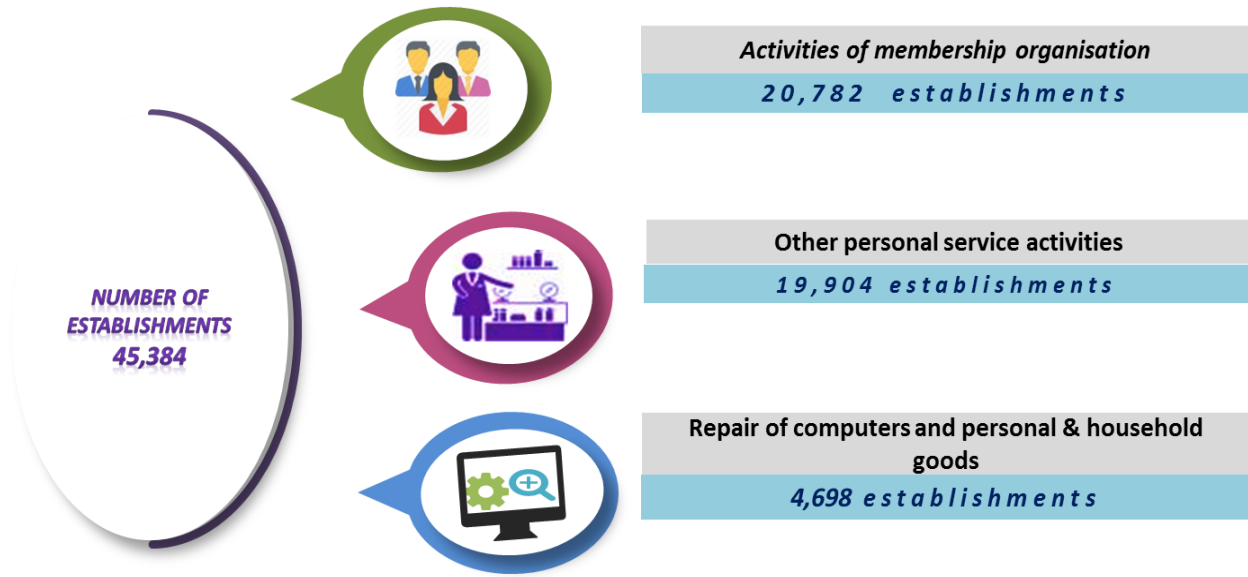 NUMBER OF
ESTABLISHMENTS
45,384
Activities of membership organisation
20,782 establishments
Other personal service activities
19,904 establishments
Repair of computers and personal & household
goods
4,698 establishments